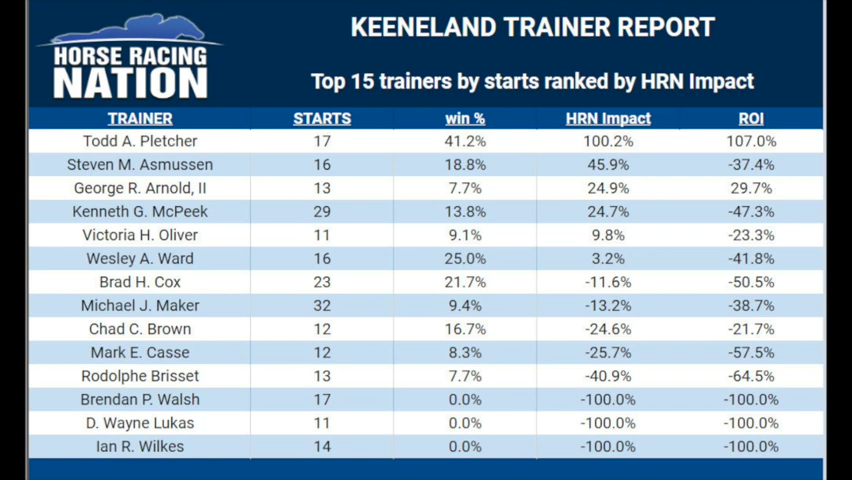 HORSE RACING
NATION
KEENELAND TRAINER REPORT
Top 15 trainers by starts ranked by HRN Impact
TRAINER STARTS win % HRN Impact ROI
Todd A. Pletcher 17 41.2% 100.2% 107.0%
Steven M. Asmussen 16 18.8% 45.9% -37.4%
George R. Arnold, II 13 7.7% 24.9% 29.7%
Kenneth G. McPeek 29 13.8% 24.7% -47.3%
Victoria H. Oliver 11 9.1% 9.8% -23.3%
Wesley A. Ward 16 25.0% 3.2% -41.8%
Brad H. Cox 23 21.7% -11.6% -50.5%
Michael J. Maker 32 9.4% -13.2% -38.7%
Chad C. Brown 12 16.7% -24.6% -21.7%
Mark E. Casse 12 8.3% -25.7% -57.5%
Rodolphe Brisset 13 7.7% -40.9% -64.5%
Brendan P. Walsh 17 0.0% -100.0% -100.0%
D. Wayne Lukas 11 0.0% -100.0% -100.0%
Ian R. Wilkes 14 0.0% -100.0% -100.0%